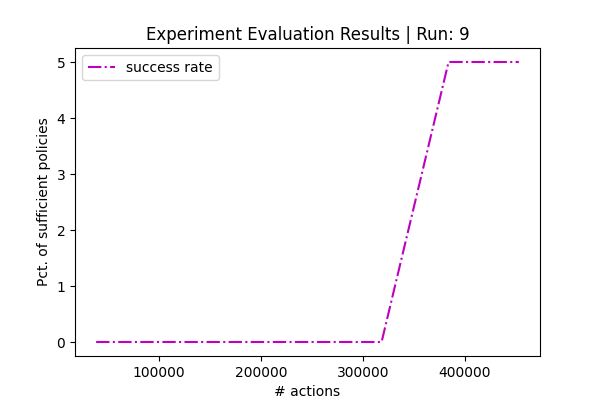 Experiment Evaluation Results | Run: 9
success rate
Pct. of sufficient policies
5
4
3
2
1
0
100000 200000 300000 400000
# actions